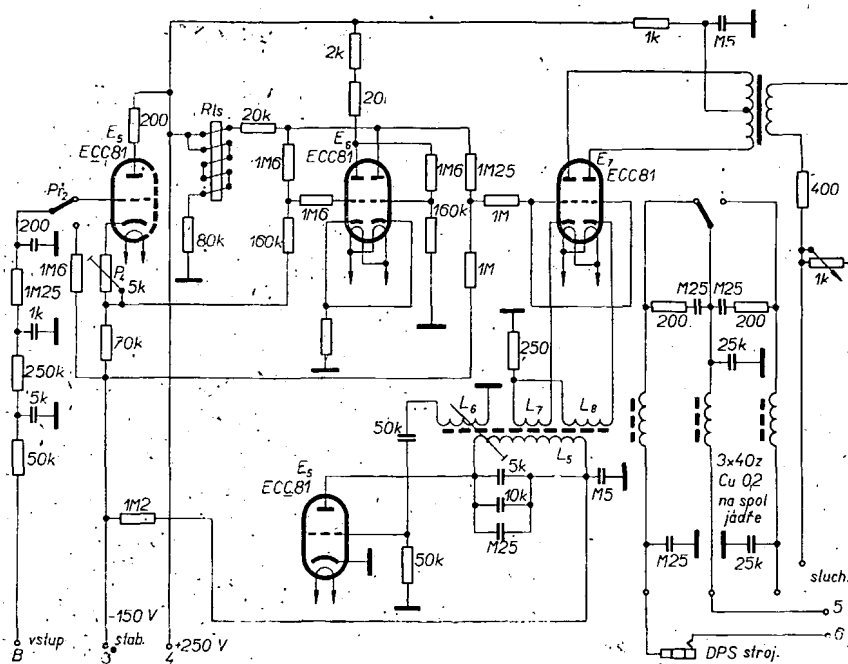 1k
M5
2k
20k
200
E5
ECC81
Rls
20k
E6
ECC81
E7
ECC81
1M6
1M6
1M25
Př2
1M6
1M
400
200
80k
160k
160k
1M
1M6
P4
5k
1k
1M25
M25
M25
200
200
1k
70k
250
25k
250k
5k
L6
L7
L8
50k
L5
E5
ECC81
5k
M5
50k
10k
3x40z
Cu 0,2
na spol
jádře
1M2
M25
50k
M25
25k
sluch.
-150 V
stab.
5
6
B
vstup
3
4
+250 V
DPS stroj.